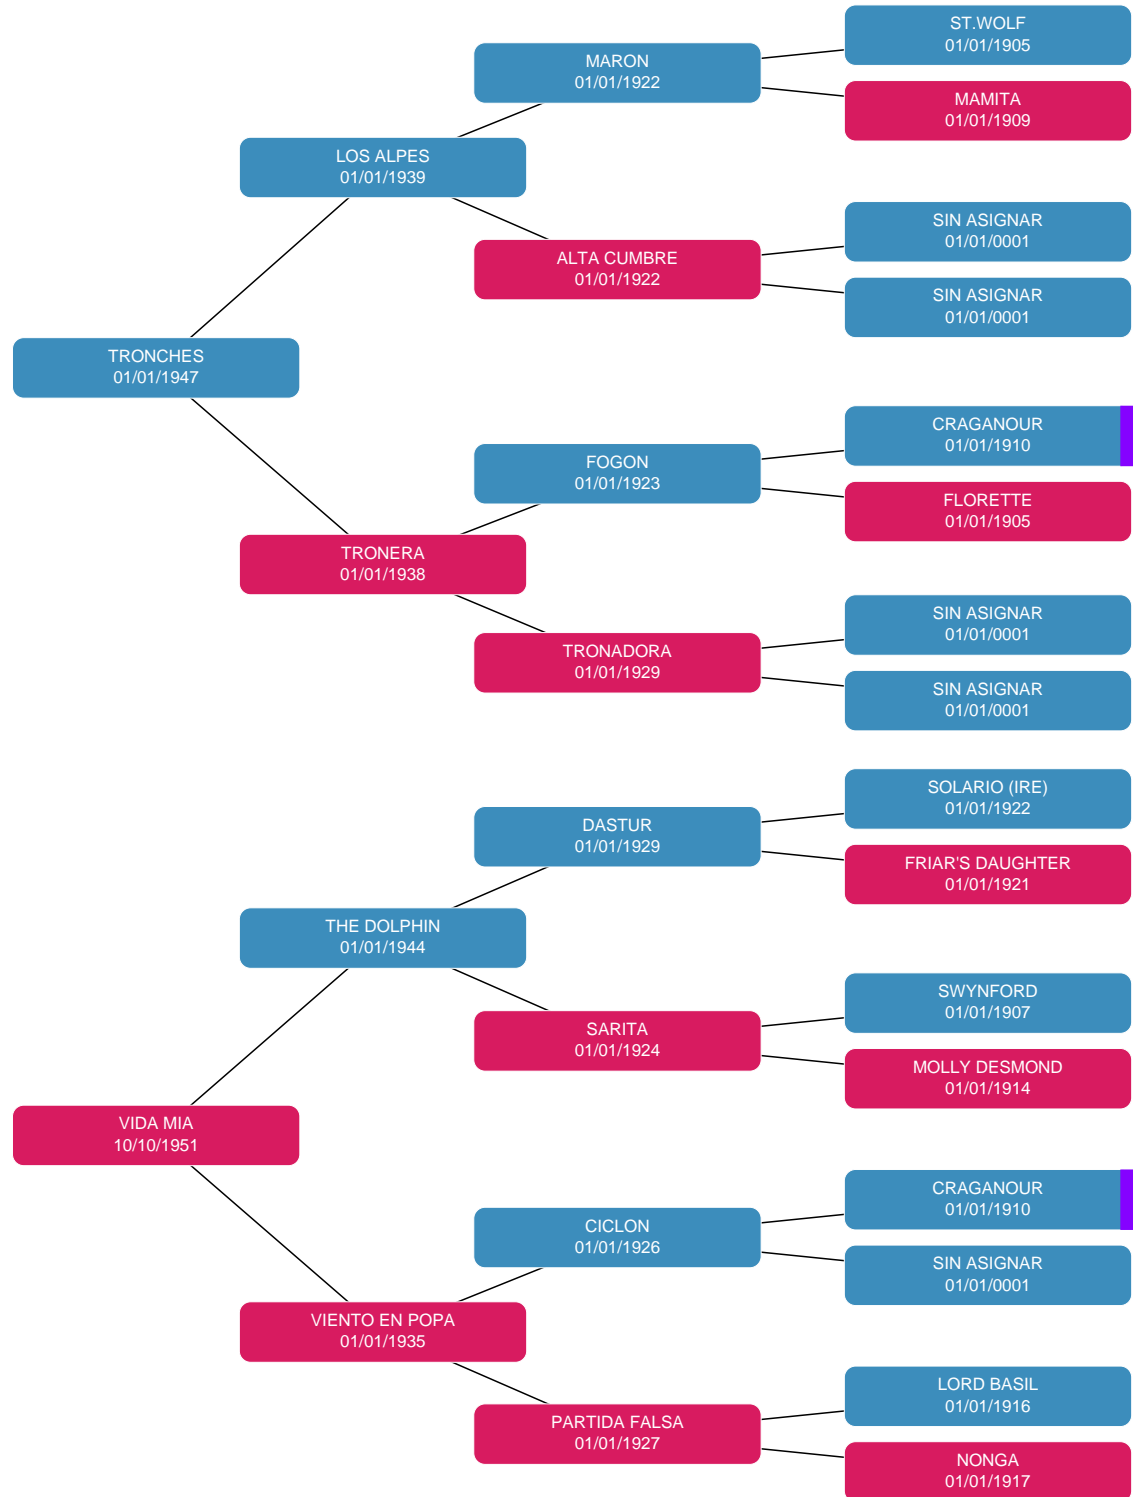 ST.WOLF
01/01/1905
MARON
01/01/1922
MAMITA
01/01/1909
LOS ALPES
01/01/1939
SIN ASIGNAR
01/01/0001
ALTA CUMBRE
01/01/1922
SIN ASIGNAR
01/01/0001
TRONCHES
01/01/1947
CRAGANOUR
01/01/1910
FOGON
01/01/1923
FLORETTE
01/01/1905
TRONERA
01/01/1938
SIN ASIGNAR
01/01/0001
TRONADORA
01/01/1929
SIN ASIGNAR
01/01/0001
SOLARIO (IRE)
01/01/1922
DASTUR
01/01/1929
FRIAR'S DAUGHTER
01/01/1921
THE DOLPHIN
01/01/1944
SWYNFORD
01/01/1907
SARITA
01/01/1924
MOLLY DESMOND
01/01/1914
VIDA MIA
10/10/1951
CRAGANOUR
01/01/1910
CICLON
01/01/1926
SIN ASIGNAR
01/01/0001
VIENTO EN POPA
01/01/1935
LORD BASIL
01/01/1916
PARTIDA FALSA
01/01/1927
NONGA
01/01/1917